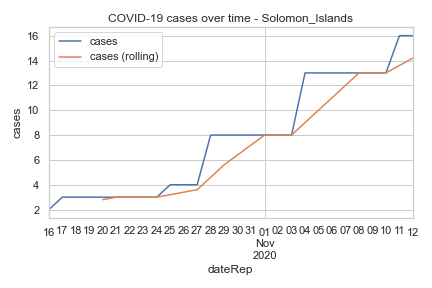 COVID-19 cases over time - Solomon_Islands
cases
cases (rolling)
cases
16
14
12
10
8
6
4
2
16 17 18 19 20 21 22 23 24 25 26 27 28 29 30 31 01 02 03 04 05 06 07 08 09 10 11 12
Nov
2020
dateRep